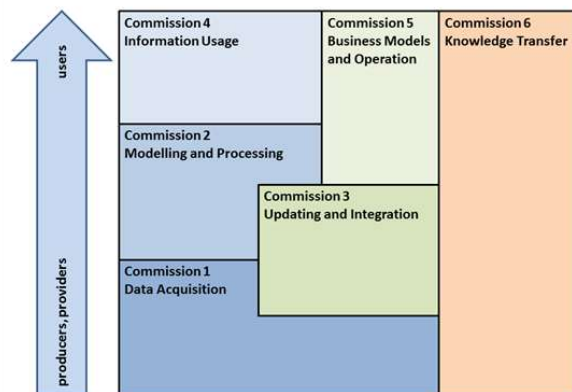 users
producers, providers
Commission 4
Information Usage
Commission 5
Business Models
and Operation
Commission 6
Knowledge Transfer
Commission 2
Modelling and Processing
Commission 3
Updating and Integration
Commission 1
Data Acquisition